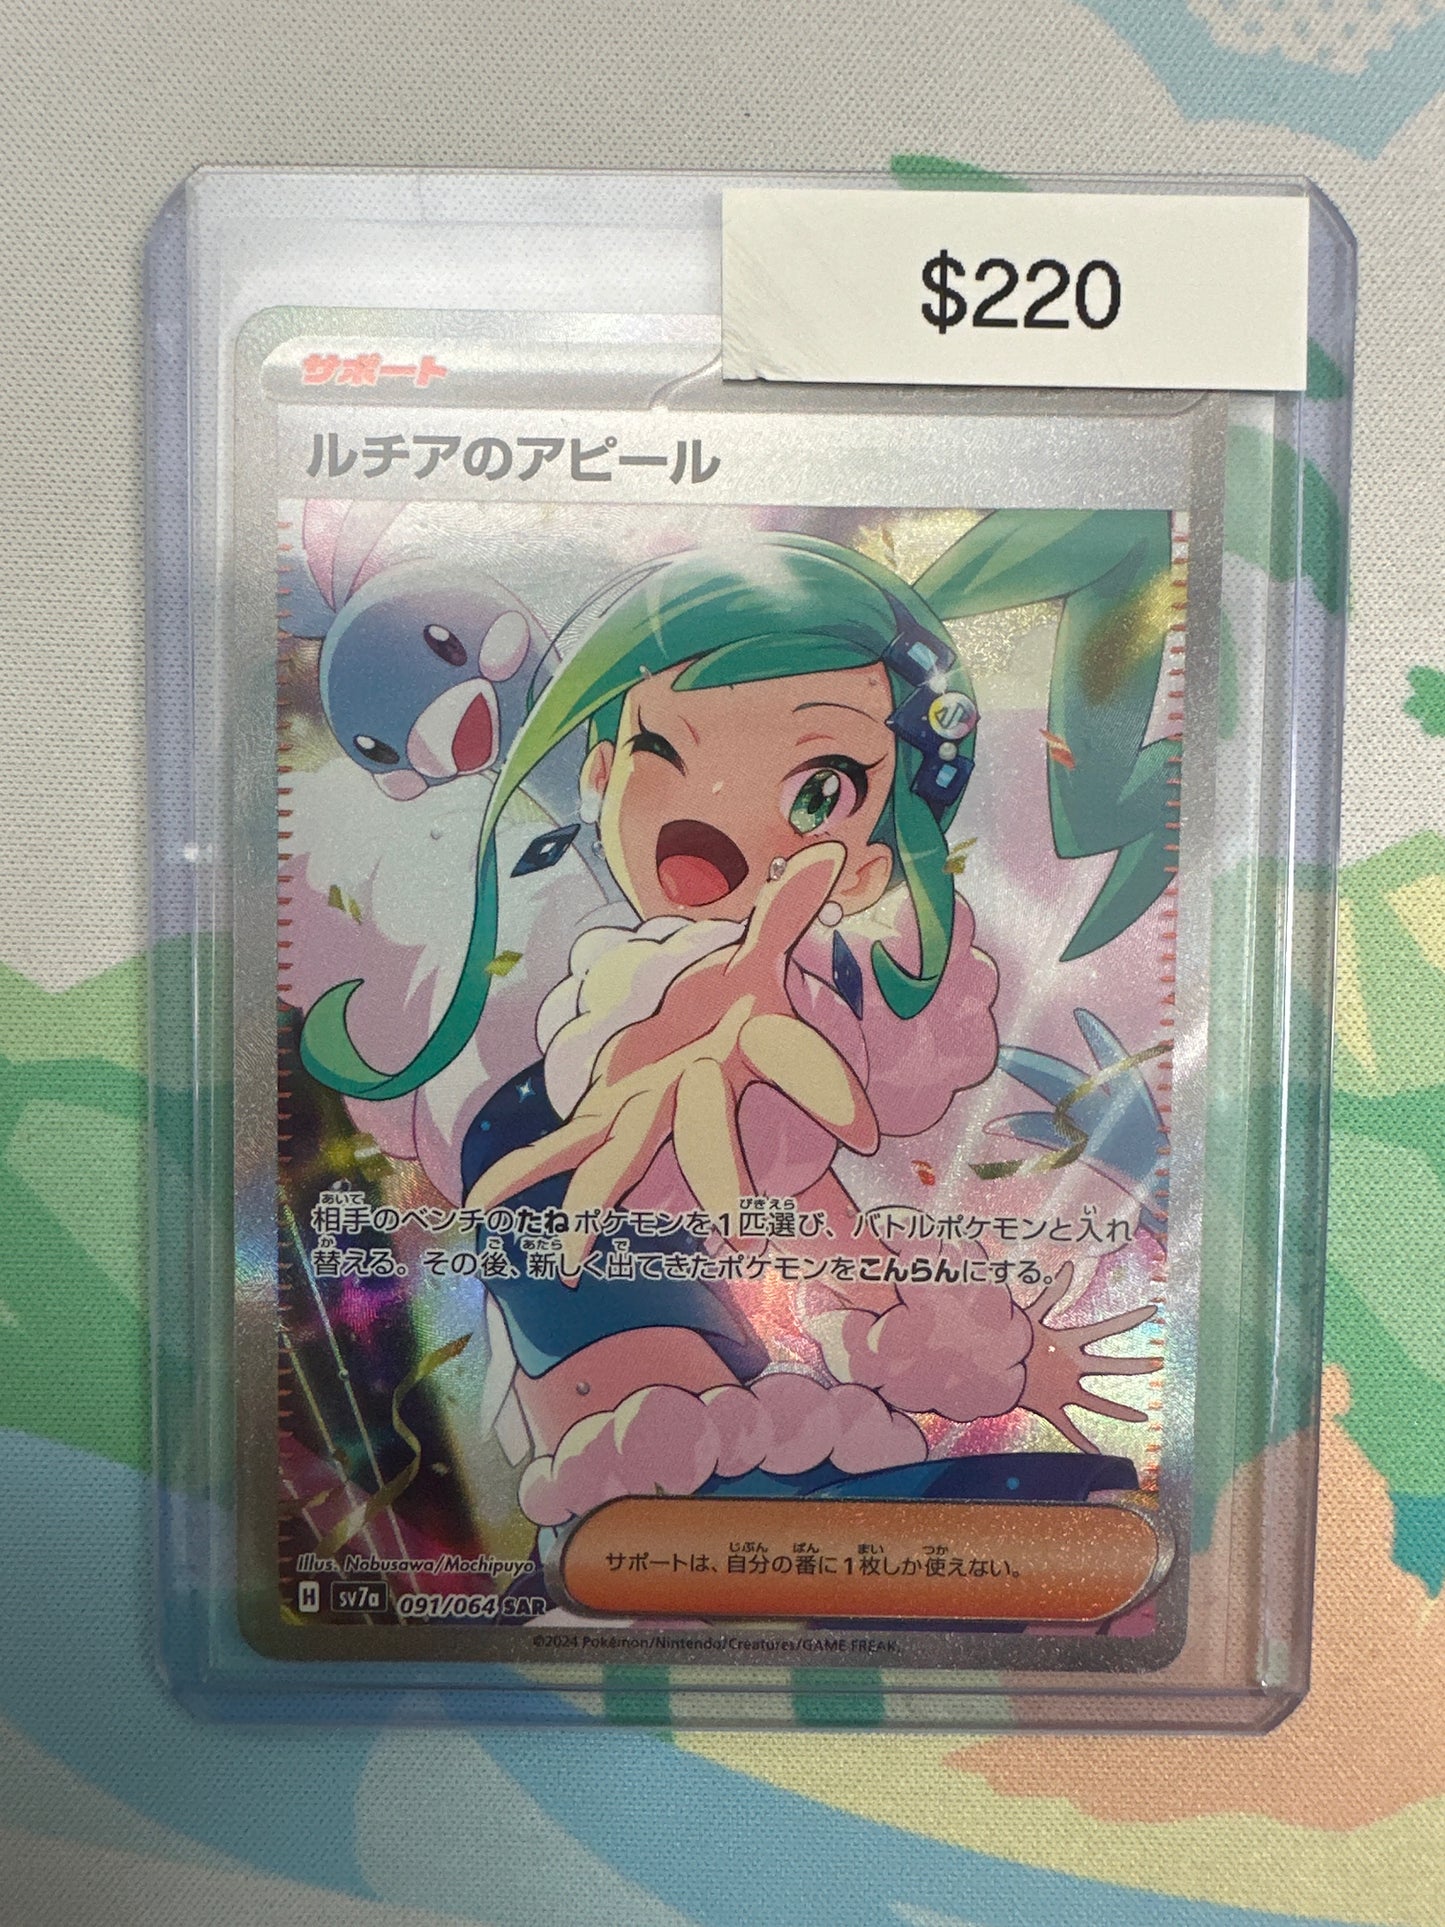 $220
サポート
ルチアのアピール
相手のベンチのたねポケモンを1匹選び、バトルポケモンと入れ
替える。その後、新しく出てきたポケモンをこんらんにする。
サポートは、自分の番に1枚しか使えない。
Illus. Nobusawa/Mochipuyo
H sv7a 091/064 SAR
©2024 Pokémon/Nintendo/Creatures/GAME FREAK.